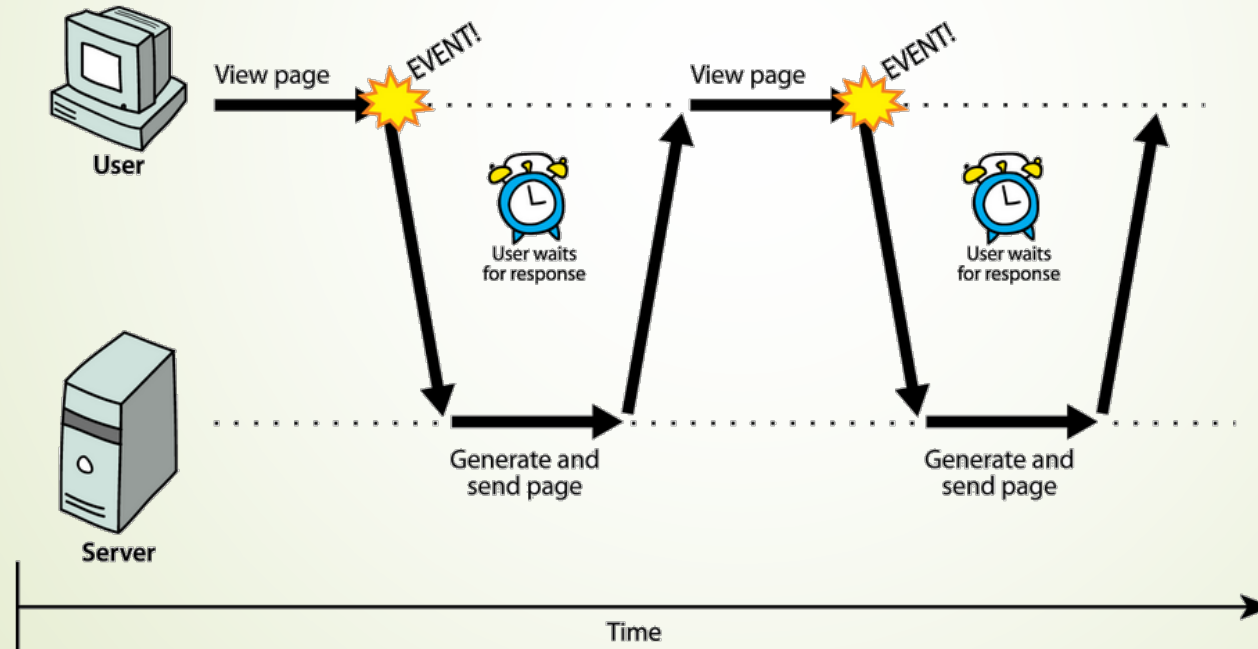 EVENT!
EVENT!
View page
View page
User
User waits
for response
User waits
for response
Generate and
send page
Generate and
send page
Server
Time